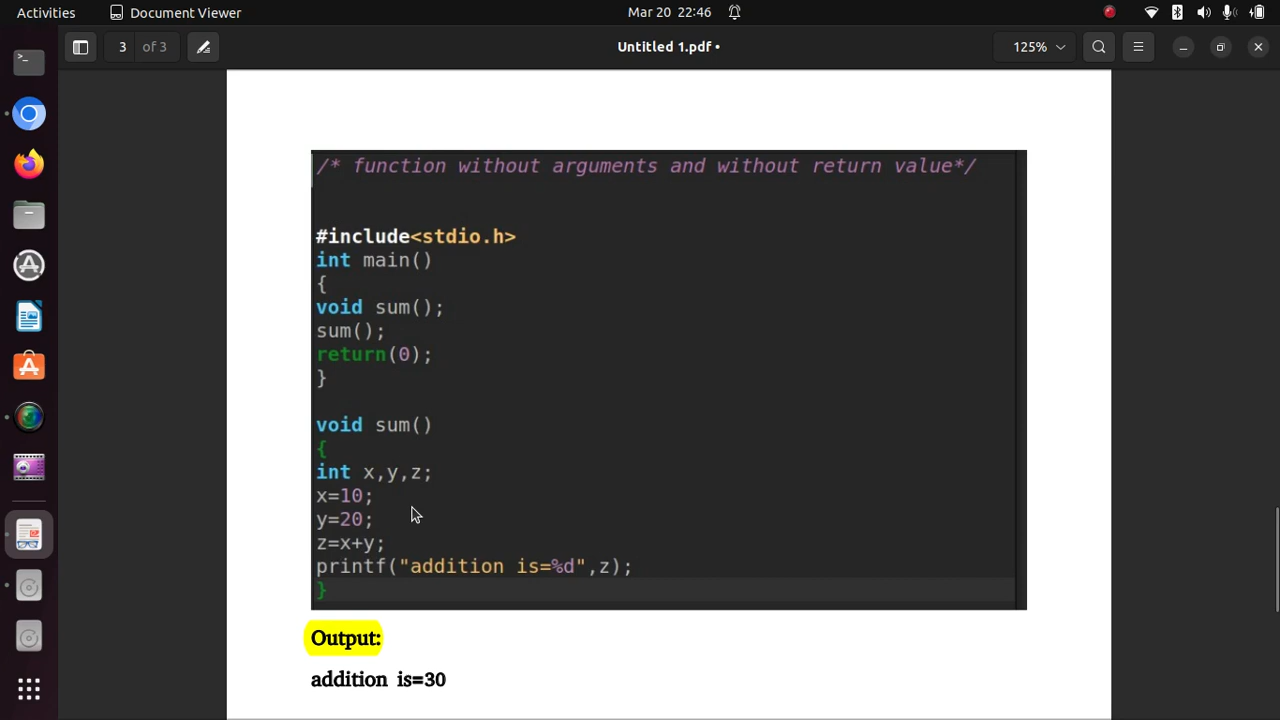 Activities Document Viewer Mar 20 22:46
3 of 3 Untitled 1.pdf • 125%
/* function without arguments and without return value*/
#include<stdio.h>
int main()
{
void sum();
sum();
return(0);
}
void sum()
{
int x,y,z;
x=10;
y=20;
z=x+y;
printf("addition is=%d",z);
}
Output:
addition is=30